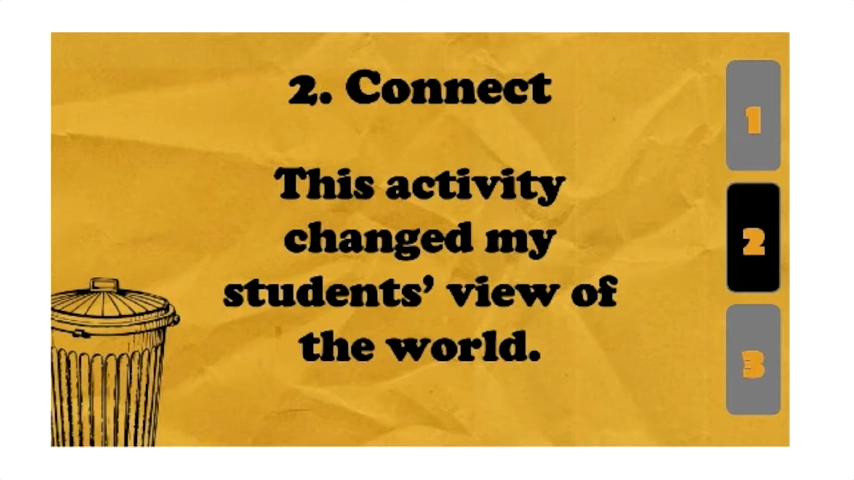 2. Connect
This activity
changed my
students’ view of
the world.
1
2
3